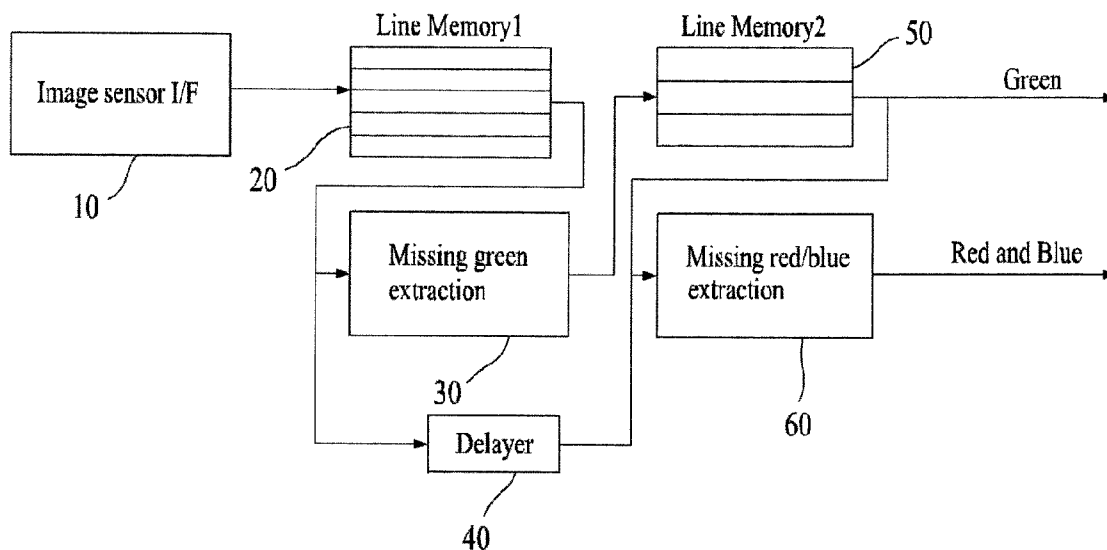 Line Memory1
Line Memory2
50
Image sensor I/F
Green
20
10
Missing green
extraction
Missing red/blue
extraction
Red and Blue
30
60
Delayer
40